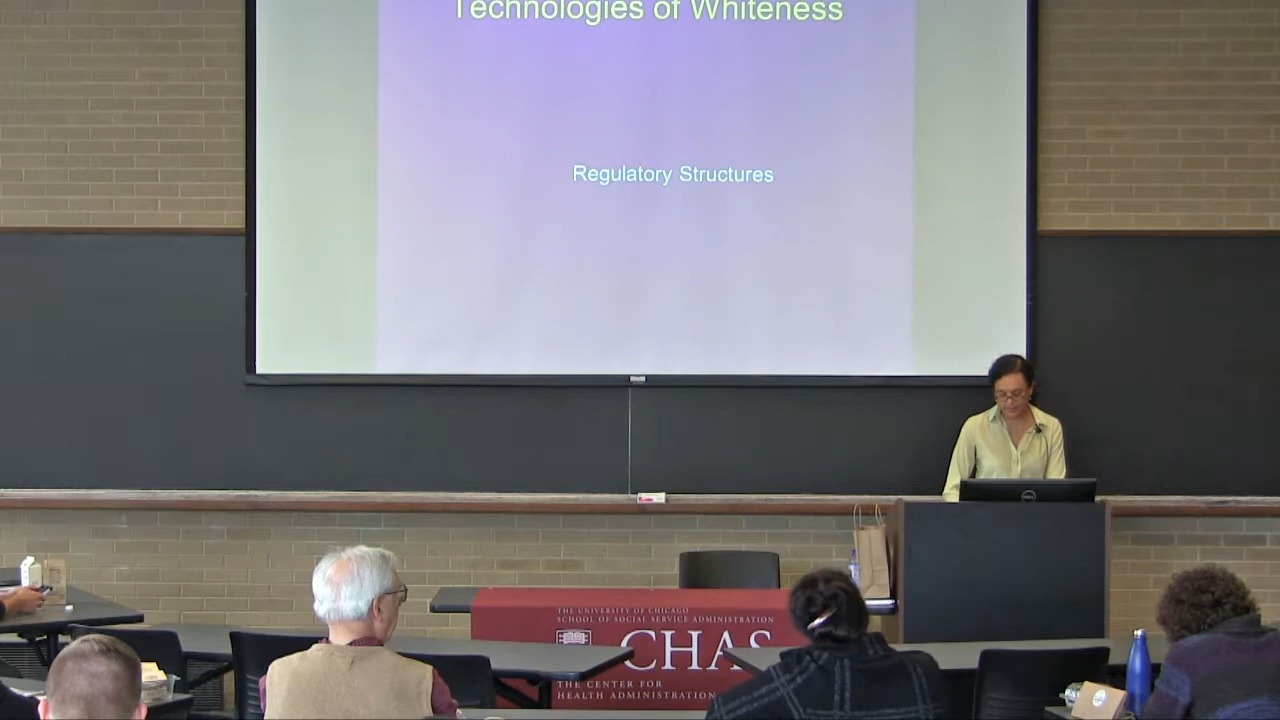 Technologies of Whiteness
Regulatory Structures
DELL
THE UNIVERSITY OF CHICAGO
SCHOOL OF SOCIAL SERVICE ADMINISTRATION
CHAS
THE CENTER FOR
HEALTH ADMINISTRATION